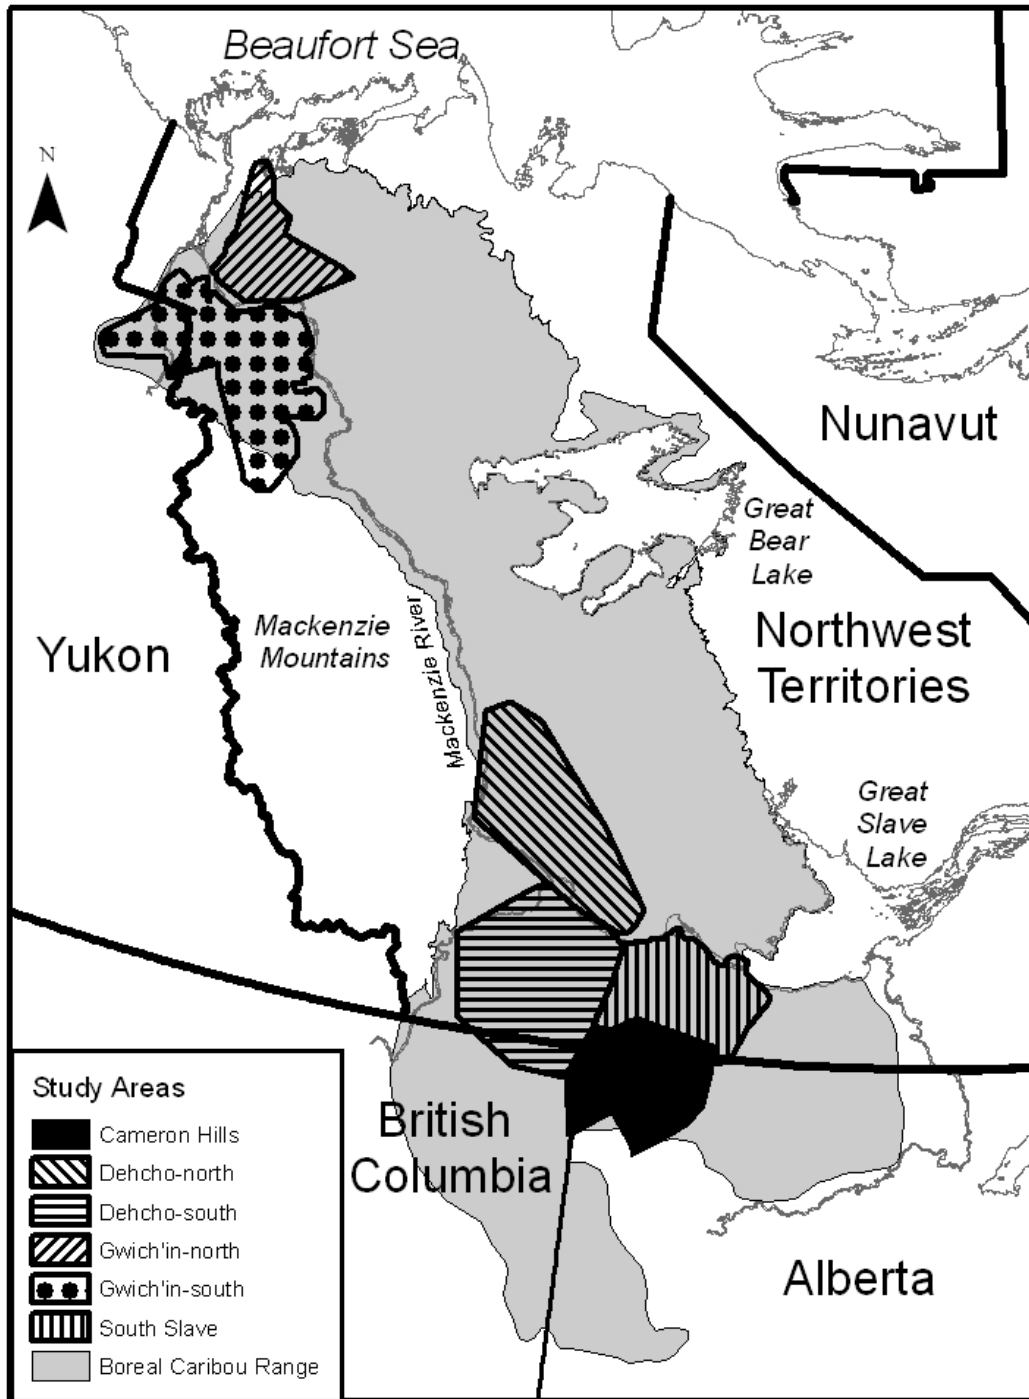 Beaufort Sea
N
Nunavut
Great
Bear
Lake
Northwest
Territories
Yukon
Mackenzie
Mountains
Mackenzie River
Great
Slave
Lake
British
Columbia
Alberta
Study Areas
Cameron Hills
Dehcho-north
Dehcho-south
Gwich'in-north
Gwich'in-south
South Slave
Boreal Caribou Range